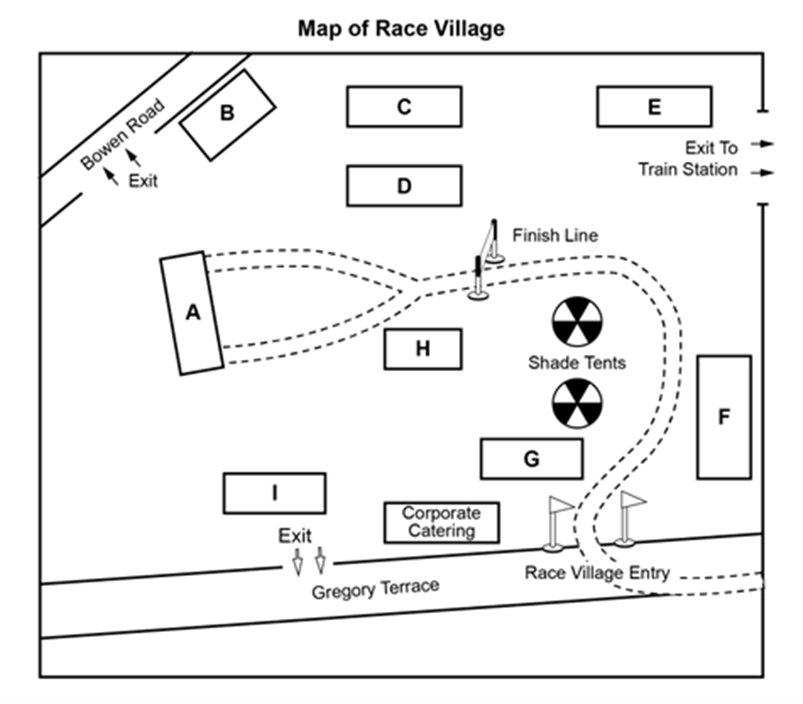 Map of Race Village
B
C
E
Bowen Road
Exit
Exit To
Train Station
D
Finish Line
A
H
Shade Tents
F
G
I
Corporate
Catering
Exit
Race Village Entry
Gregory Terrace